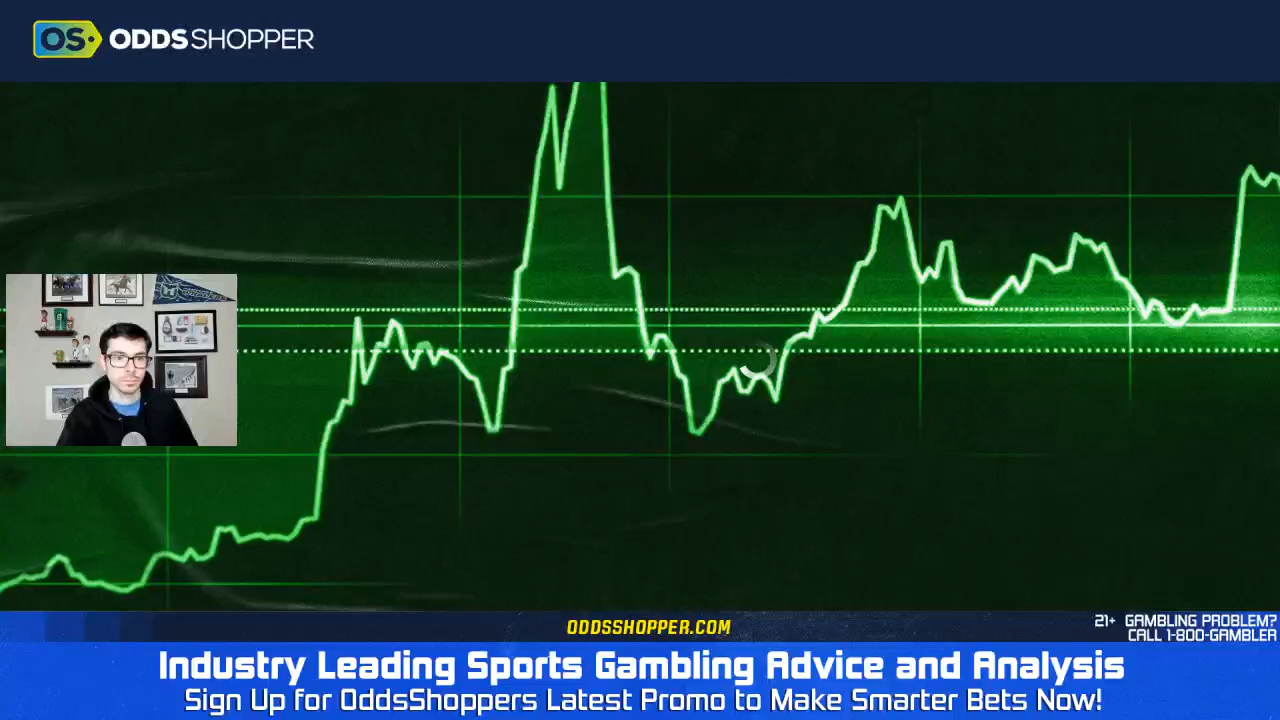 OS ODDSSHOPPER
ODDSSHOPPER.COM
21+ GAMBLING PROBLEM?
CALL 1-800-GAMBLER
Industry Leading Sports Gambling Advice and Analysis
Sign Up for OddsShoppers Latest Promo to Make Smarter Bets Now!